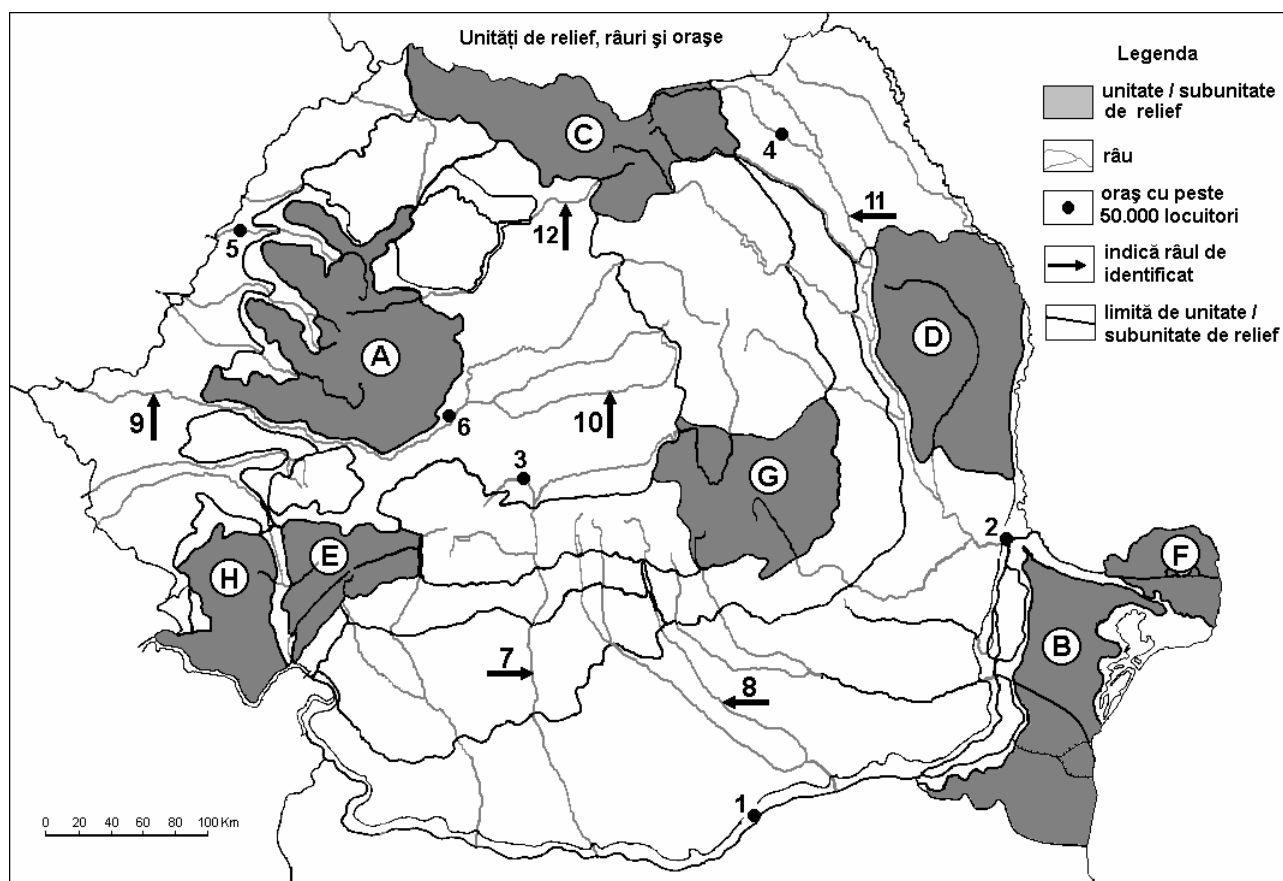 Unităţi de relief, râuri şi oraşe
Legenda
unitate / subunitate
de relief
râu
oraş cu peste
50.000 locuitori
indică râul de
identificat
limită de unitate /
subunitate de relief
C
4
11
5
12
A
D
9
6
10
3
G
2
F
H
E
B
7
8
1
0 20 40 60 80 100 Km